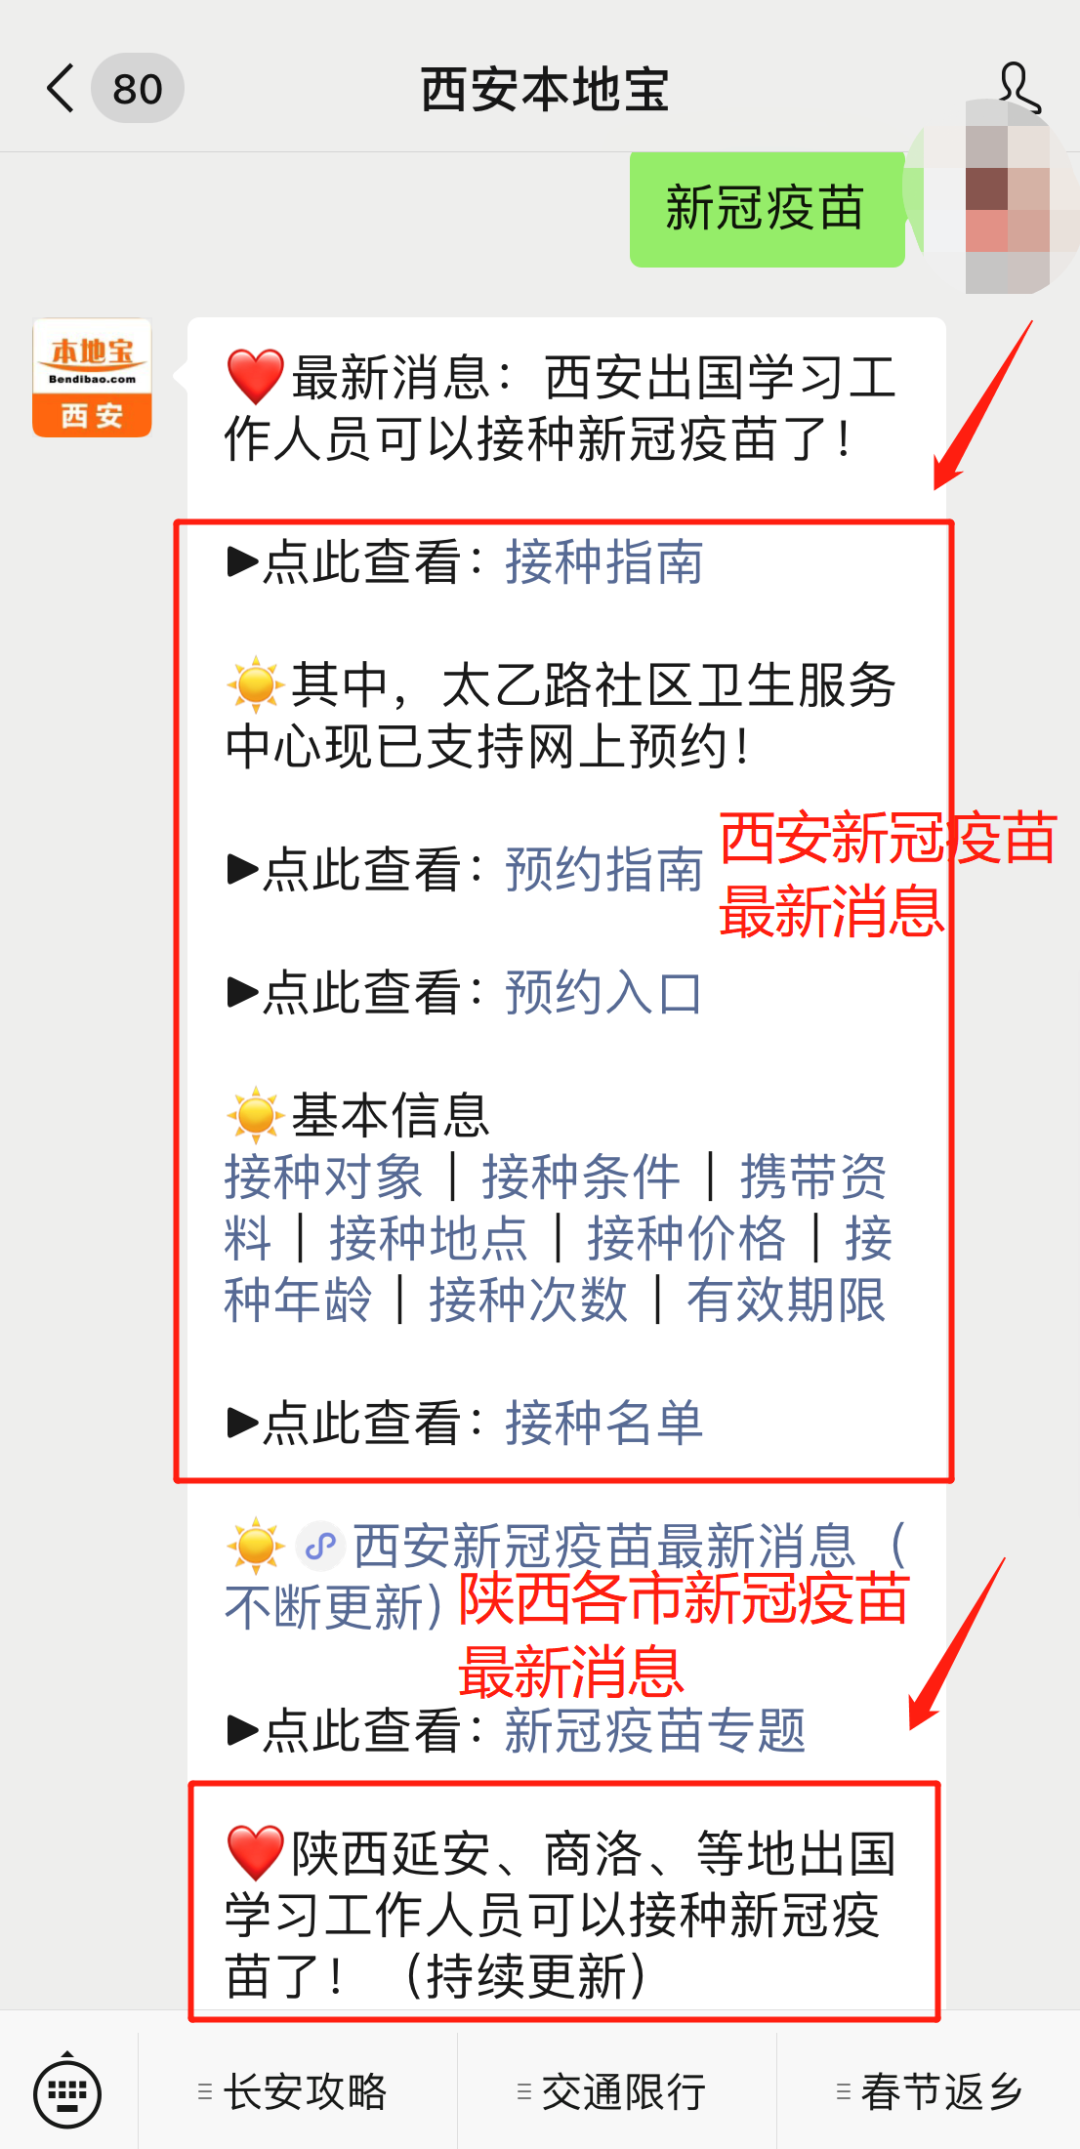 80
西安本地宝
新冠疫苗
本地宝
Bendibao.com
西安
❤️最新消息：西安出国学习工
作人员可以接种新冠疫苗了！
▶点此查看：接种指南
☀️其中，太乙路社区卫生服务
中心现已支持网上预约！
西安新冠疫苗
▶点此查看：预约指南
最新消息
▶点此查看：预约入口
☀️基本信息
接种对象 | 接种条件 | 携带资
料 | 接种地点 | 接种价格 | 接
种年龄 | 接种次数 | 有效期限
▶点此查看：接种名单
☀️西安新冠疫苗最新消息（
不断更新）
陕西各市新冠疫苗
最新消息
▶点此查看：新冠疫苗专题
❤️陕西延安、商洛、等地出国
学习工作人员可以接种新冠疫
苗了！（持续更新）
长安攻略
交通限行
春节返乡